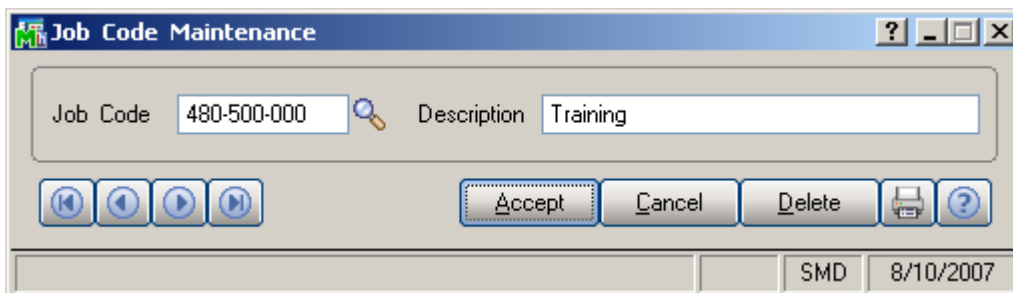 Job Code Maintenance
Job Code 480-500-000 Description Training
Accept Cancel Delete
SMD 8/10/2007